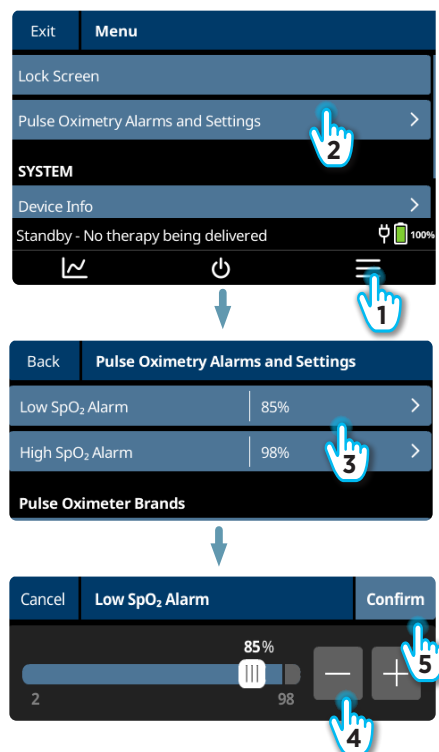 Exit Menu
Lock Screen
Pulse Oximetry Alarms and Settings
2
SYSTEM
Device Info
Standby - No therapy being delivered 100%
1
Back Pulse Oximetry Alarms and Settings
Low SpO₂ Alarm 85%
High SpO₂ Alarm 98%
3
Pulse Oximeter Brands
Cancel Low SpO₂ Alarm Confirm
85%
5
2 98
4